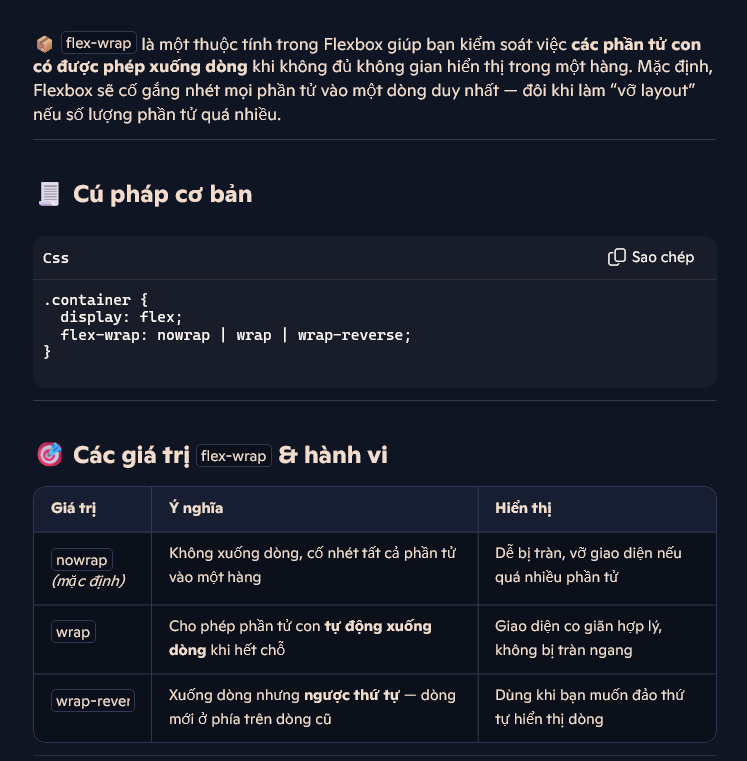 📦 flex-wrap là một thuộc tính trong Flexbox giúp bạn kiểm soát việc các phần tử con
có được phép xuống dòng khi không đủ không gian hiển thị trong một hàng. Mặc định,
Flexbox sẽ cố gắng nhét mọi phần tử vào một dòng duy nhất — đôi khi làm “vỡ layout”
nếu số lượng phần tử quá nhiều.
🧾 Cú pháp cơ bản
Css
Sao chép
.container {
  display: flex;
  flex-wrap: nowrap | wrap | wrap-reverse;
}
🎯 Các giá trị flex-wrap & hành vi
Giá trị
Ý nghĩa
Hiển thị
nowrap
(mặc định)
Không xuống dòng, cố nhét tất cả phần tử
vào một hàng
Dễ bị tràn, vỡ giao diện nếu
quá nhiều phần tử
wrap
Cho phép phần tử con tự động xuống
dòng khi hết chỗ
Giao diện co giãn hợp lý,
không bị tràn ngang
wrap-rever
Xuống dòng nhưng ngược thứ tự — dòng
mới ở phía trên dòng cũ
Dùng khi bạn muốn đảo thứ
tự hiển thị dòng